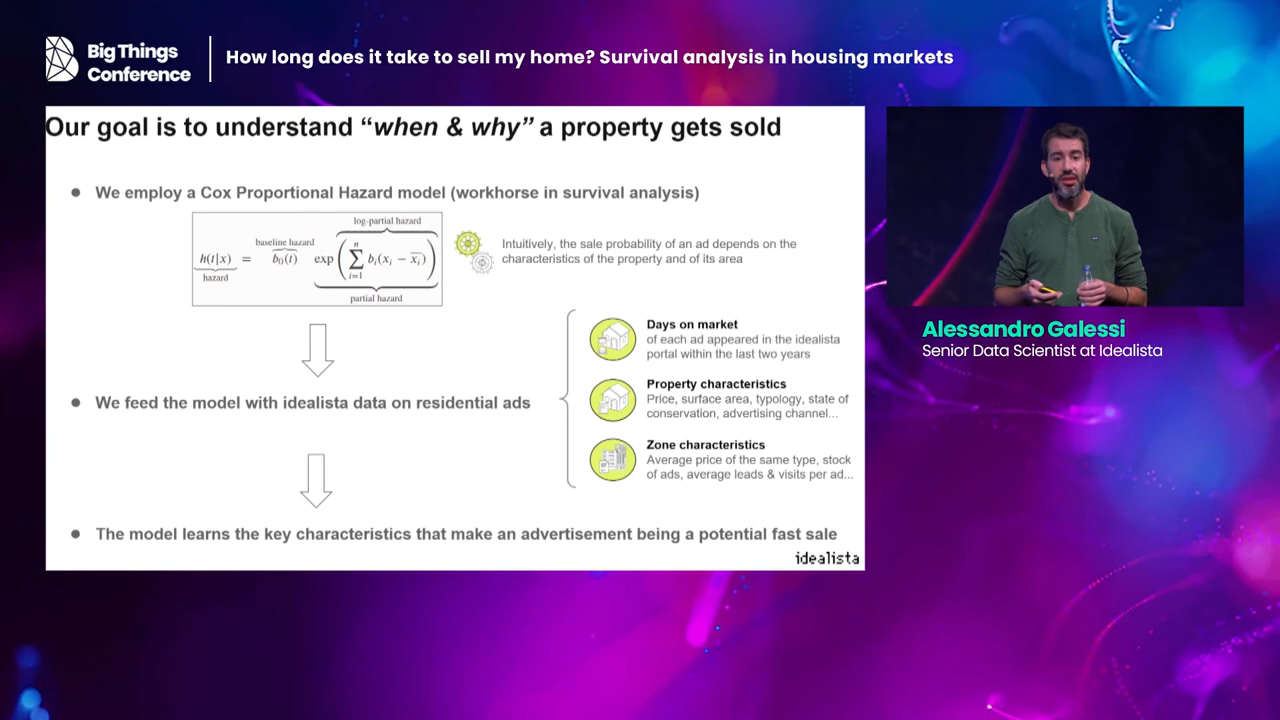 Big Things
Conference
How long does it take to sell my home? Survival analysis in housing markets
Our goal is to understand “when & why” a property gets sold
● We employ a Cox Proportional Hazard model (workhorse in survival analysis)
log-partial hazard
baseline hazard
h(t|x) = b₀(t) exp ( ∑ⁿᵢ₌₁ bᵢ(xᵢ − x̅ᵢ) )
hazard
partial hazard
Intuitively, the sale probability of an ad depends on the
characteristics of the property and of its area
Days on market
of each ad appeared in the idealista
portal within the last two years
Property characteristics
Price, surface area, typology, state of
conservation, advertising channel...
● We feed the model with idealista data on residential ads
Zone characteristics
Average price of the same type, stock
of ads, average leads & visits per ad...
● The model learns the key characteristics that make an advertisement being a potential fast sale
idealista
Alessandro Galessi
Senior Data Scientist at Idealista